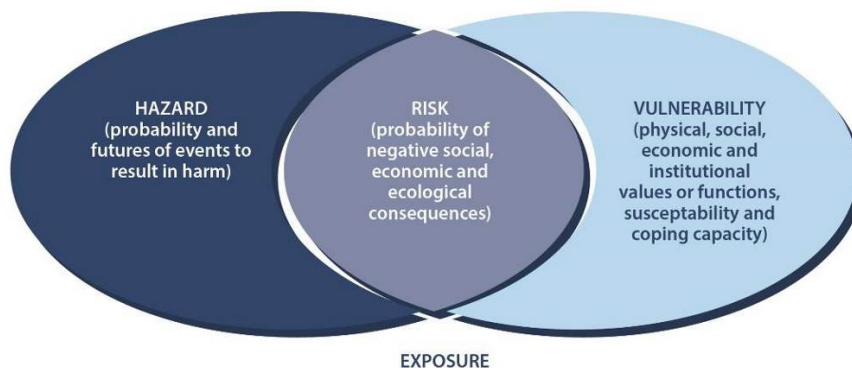 HAZARD
(probability and
futures of events to
result in harm)
RISK
(probability of
negative social,
economic and
ecological
consequences)
VULNERABILITY
(physical, social,
economic and
institutional
values or functions,
susceptability and
coping capacity)
EXPOSURE